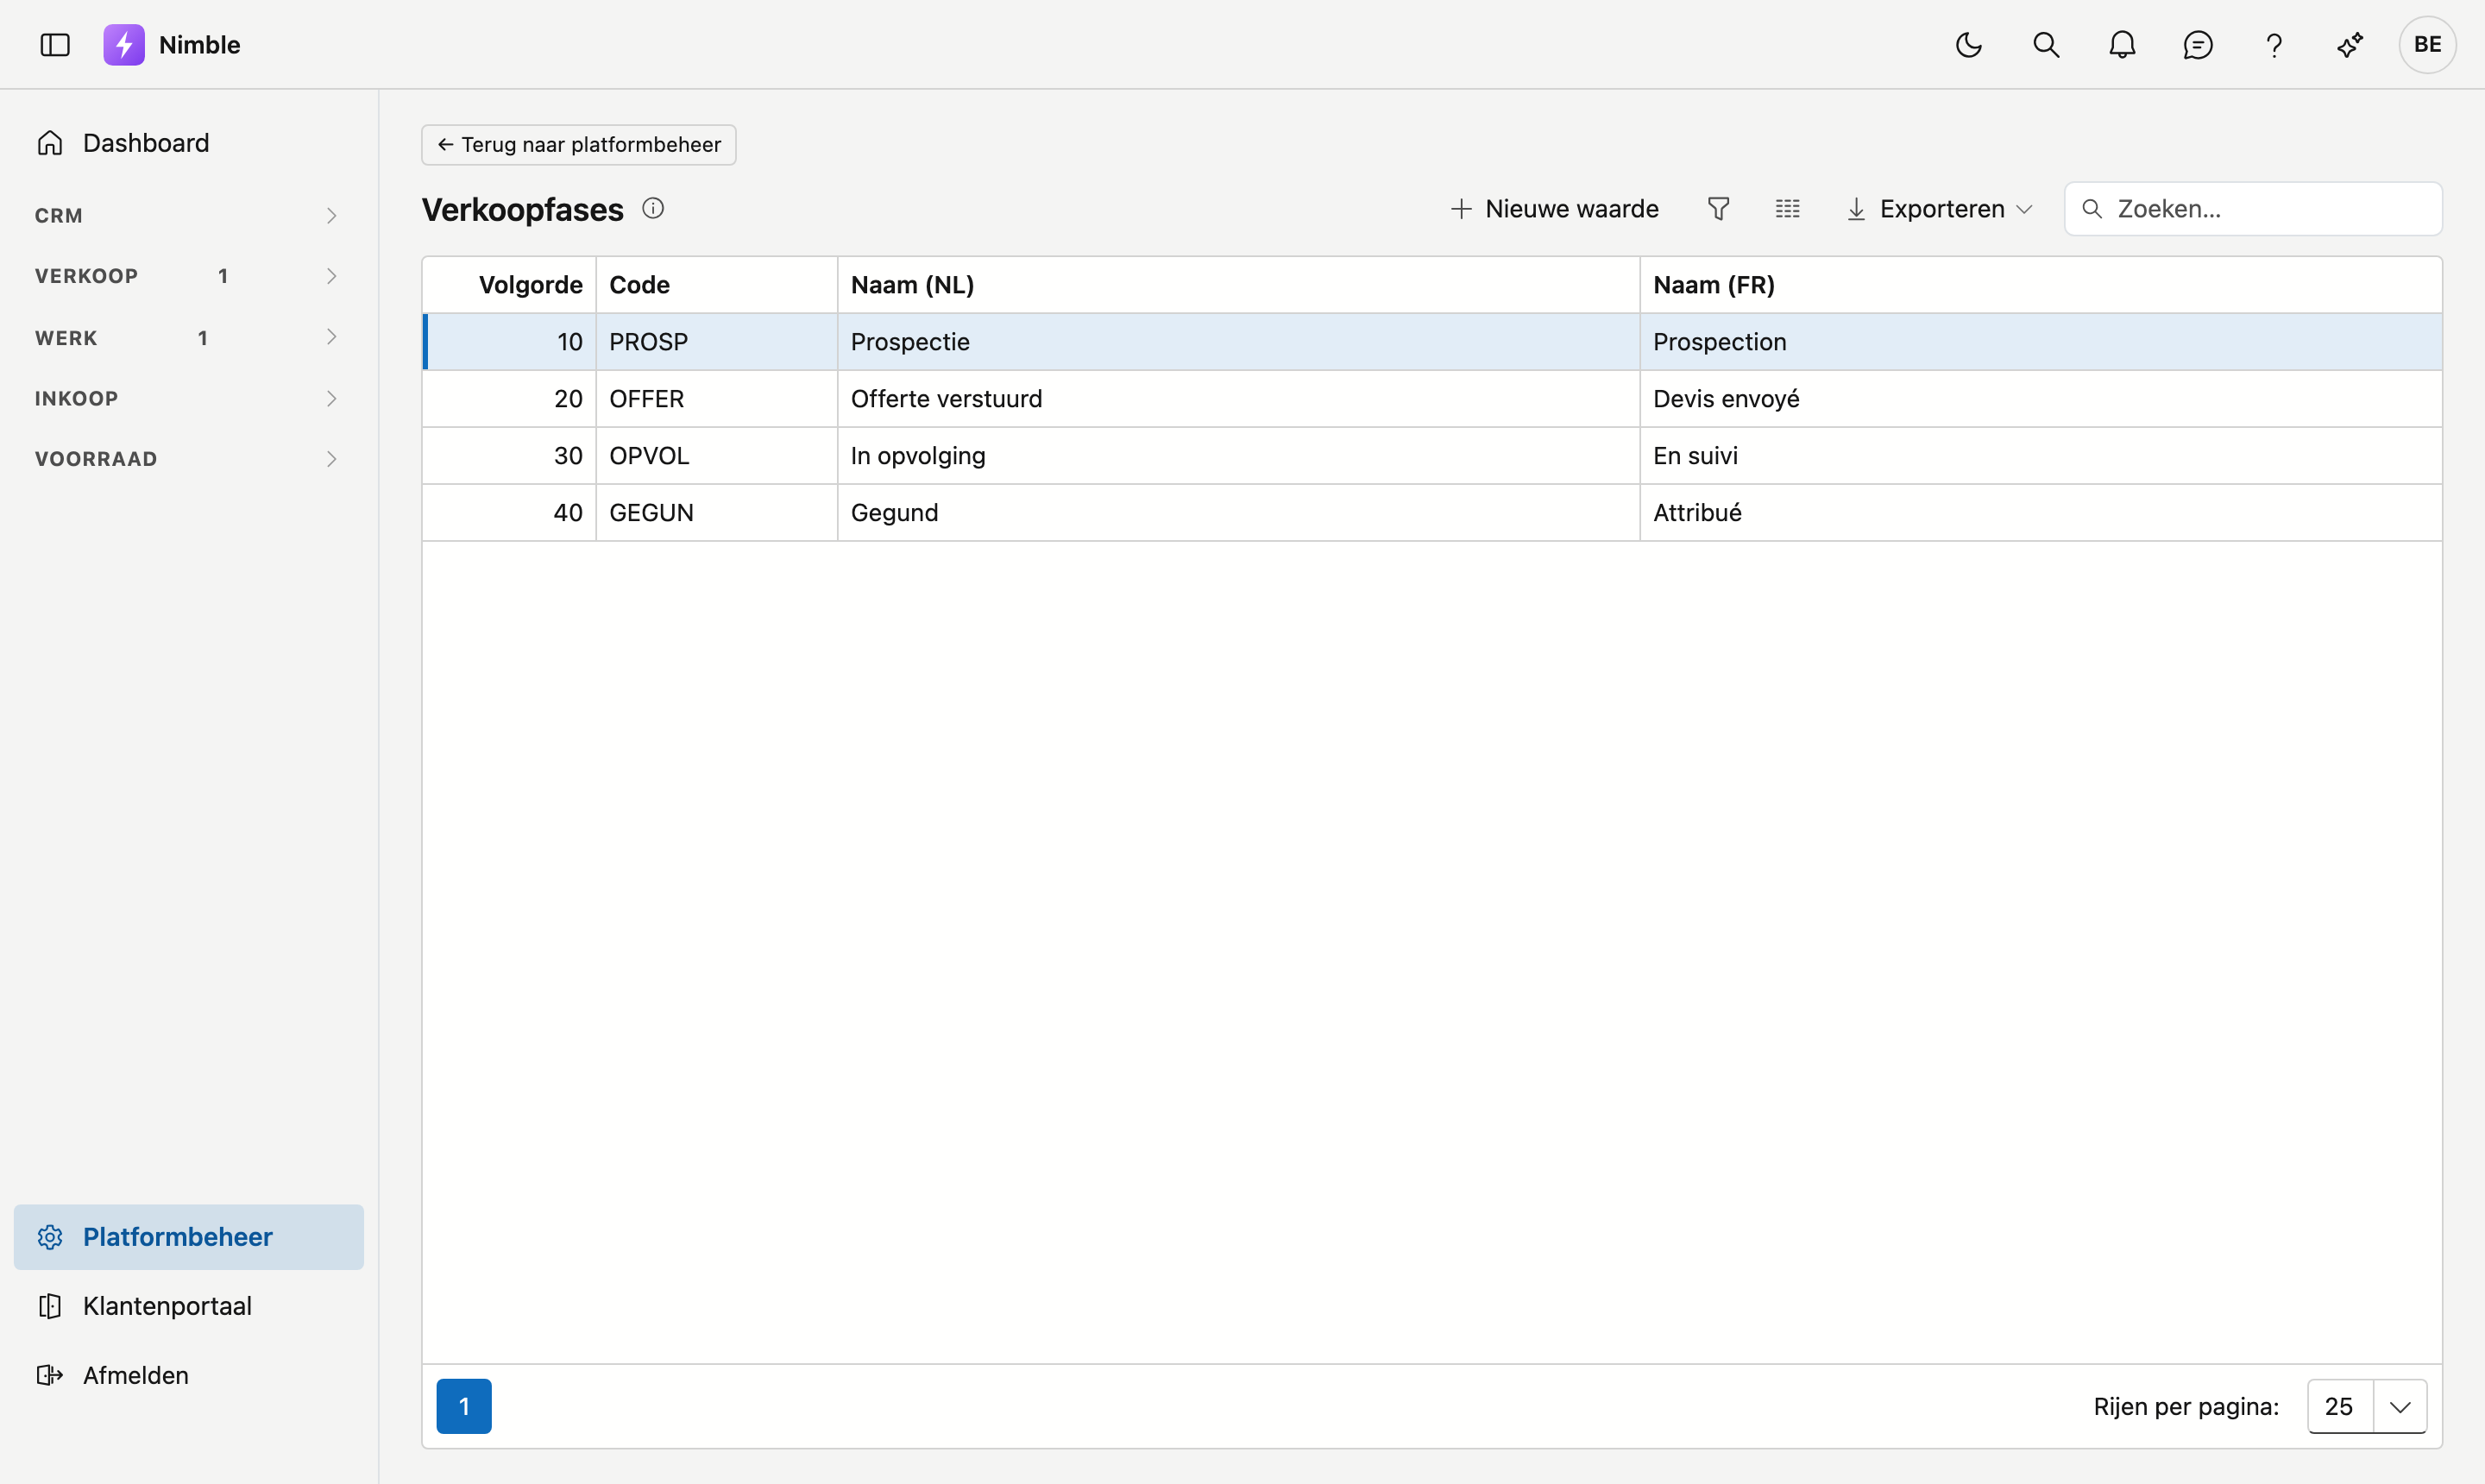 Nimble
BE
Dashboard
CRM
VERKOOP 1
WERK 1
INKOOP
VOORRAAD
Platformbeheer
Klantenportaal
Afmelden
← Terug naar platformbeheer
Verkoopfases
Nieuwe waarde
Exporteren
Zoeken...
Volgorde Code Naam (NL) Naam (FR)
10 PROSP Prospectie Prospection
20 OFFER Offerte verstuurd Devis envoyé
30 OPVOL In opvolging En suivi
40 GEGUN Gegund Attribué
1
Rijen per pagina: 25